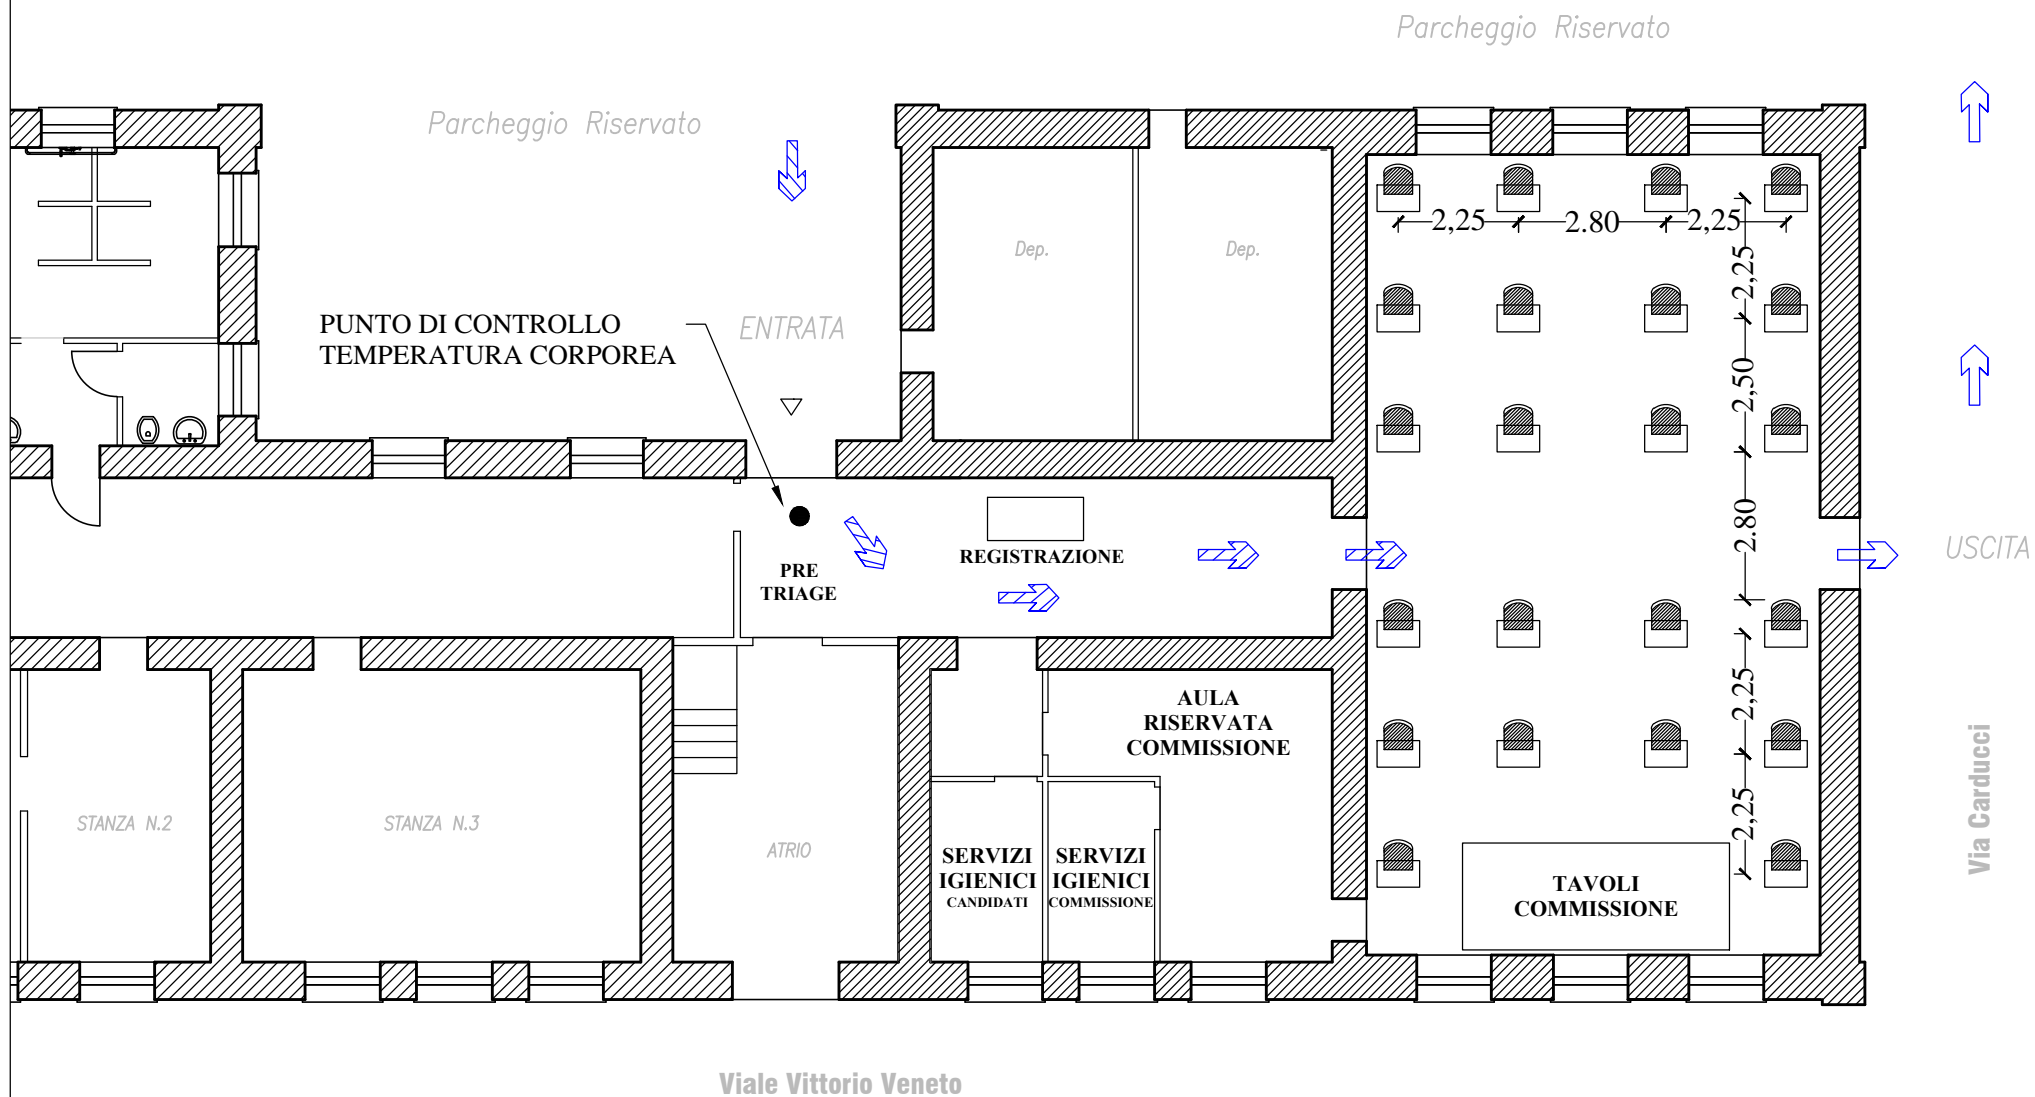 Parcheggio Riservato
Parcheggio Riservato
Dep.
Dep.
2,25
2.80
2,25
2,25
2,50
2.80
2,25
2,25
PUNTO DI CONTROLLO
TEMPERATURA CORPOREA
ENTRATA
PRE
TRIAGE
REGISTRAZIONE
USCITA
AULA
RISERVATA
COMMISSIONE
STANZA N.2
STANZA N.3
ATRIO
SERVIZI
IGIENICI
CANDIDATI
SERVIZI
IGIENICI
COMMISSIONE
TAVOLI
COMMISSIONE
Via Carducci
Viale Vittorio Veneto